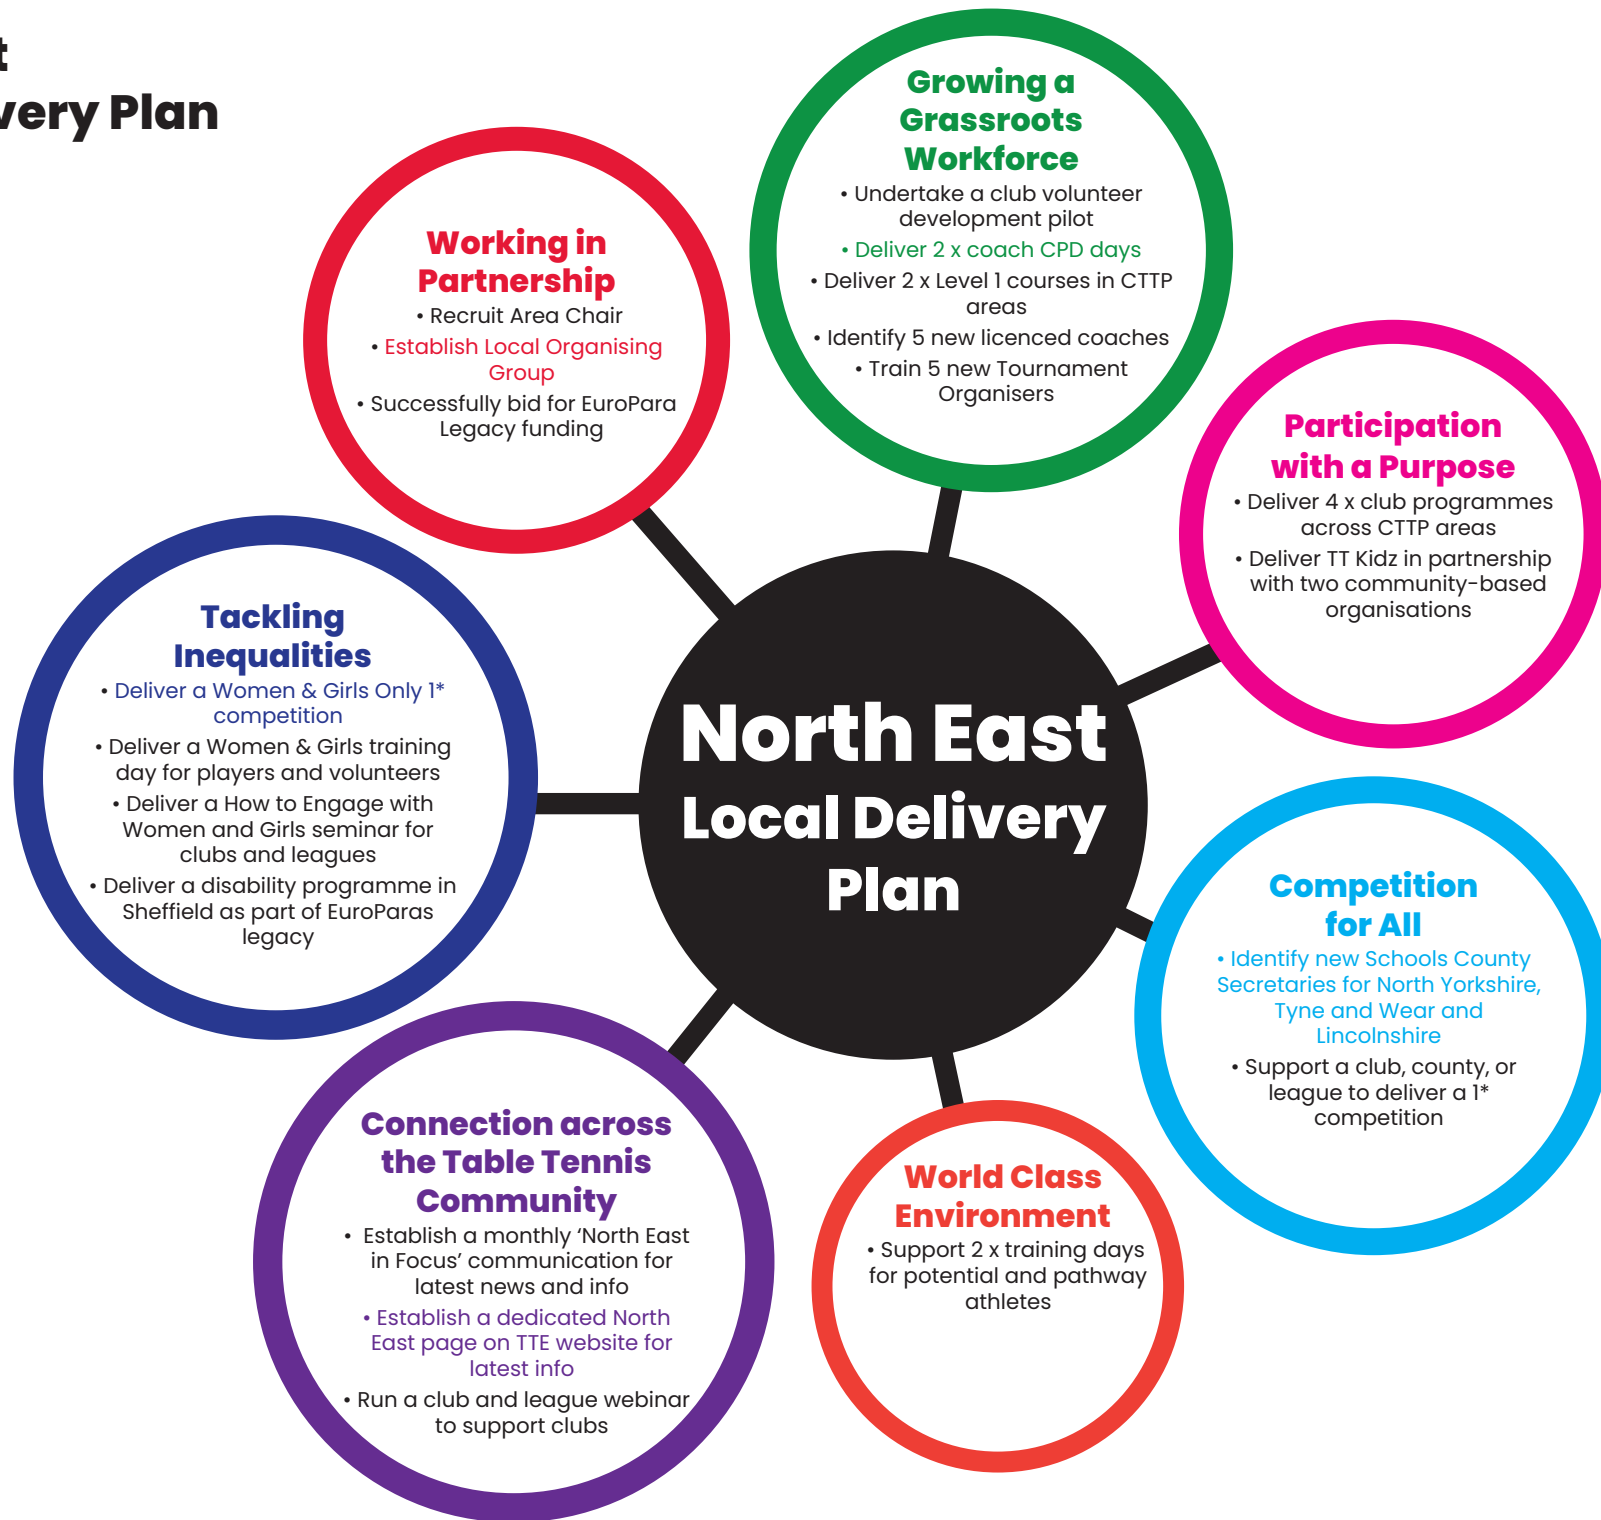 t
very Plan
Growing a
Grassroots
Workforce
• Undertake a club volunteer
development pilot
• Deliver 2 x coach CPD days
• Deliver 2 x Level 1 courses in CTTP
areas
• Identify 5 new licenced coaches
• Train 5 new Tournament
Organisers
Working in
Partnership
• Recruit Area Chair
• Establish Local Organising
Group
• Successfully bid for EuroPara
Legacy funding
Participation
with a Purpose
• Deliver 4 x club programmes
across CTTP areas
• Deliver TT Kidz in partnership
with two community-based
organisations
Tackling
Inequalities
• Deliver a Women & Girls Only 1*
competition
• Deliver a Women & Girls training
day for players and volunteers
• Deliver a How to Engage with
Women and Girls seminar for
clubs and leagues
• Deliver a disability programme in
Sheffield as part of EuroParas
legacy
North East
Local Delivery
Plan
Competition
for All
• Identify new Schools County
Secretaries for North Yorkshire,
Tyne and Wear and
Lincolnshire
• Support a club, county, or
league to deliver a 1*
competition
Connection across
the Table Tennis
Community
• Establish a monthly ‘North East
in Focus’ communication for
latest news and info
• Establish a dedicated North
East page on TTE website for
latest info
• Run a club and league webinar
to support clubs
World Class
Environment
• Support 2 x training days
for potential and pathway
athletes